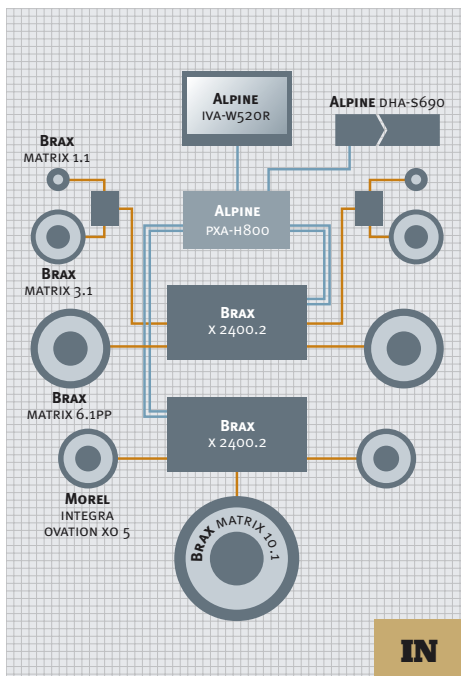 ALPINE
IVA-W520R
ALPINE DHA-S690
BRAX
MATRIX 1.1
ALPINE
PXA-H800
BRAX
MATRIX 3.1
BRAX
X 2400.2
BRAX
MATRIX 6.1PP
BRAX
X 2400.2
MOREL
INTEGRA
OVATION XO 5
BRAX MATRIX 10.1
IN